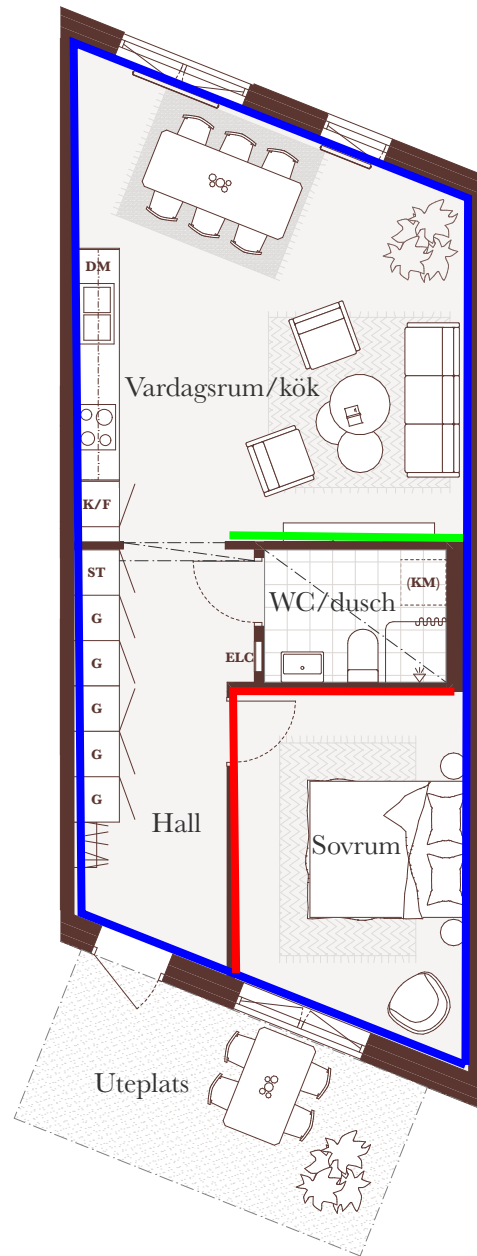 DM
Vardagsrum/kök
K/F
ST
(KM)
WC/dusch
G
ELC
G
G
G
G
Hall
Sovrum
Uteplats